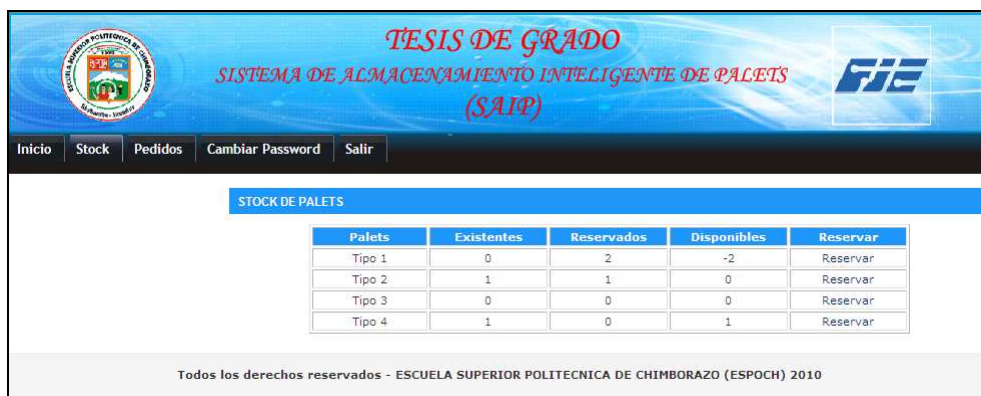 TESIS DE GRADO
SISTEMA DE ALMACENAMIENTO INTELIGENTE DE PALETS
(SAIP)
FIE
Inicio Stock Pedidos Cambiar Password Salir
STOCK DE PALETS
Palets Existentes Reservados Disponibles Reservar
Tipo 1 0 2 -2 Reservar
Tipo 2 1 1 0 Reservar
Tipo 3 0 0 0 Reservar
Tipo 4 1 0 1 Reservar
Todos los derechos reservados - ESCUELA SUPERIOR POLITECNICA DE CHIMBORAZO (ESPOCH) 2010